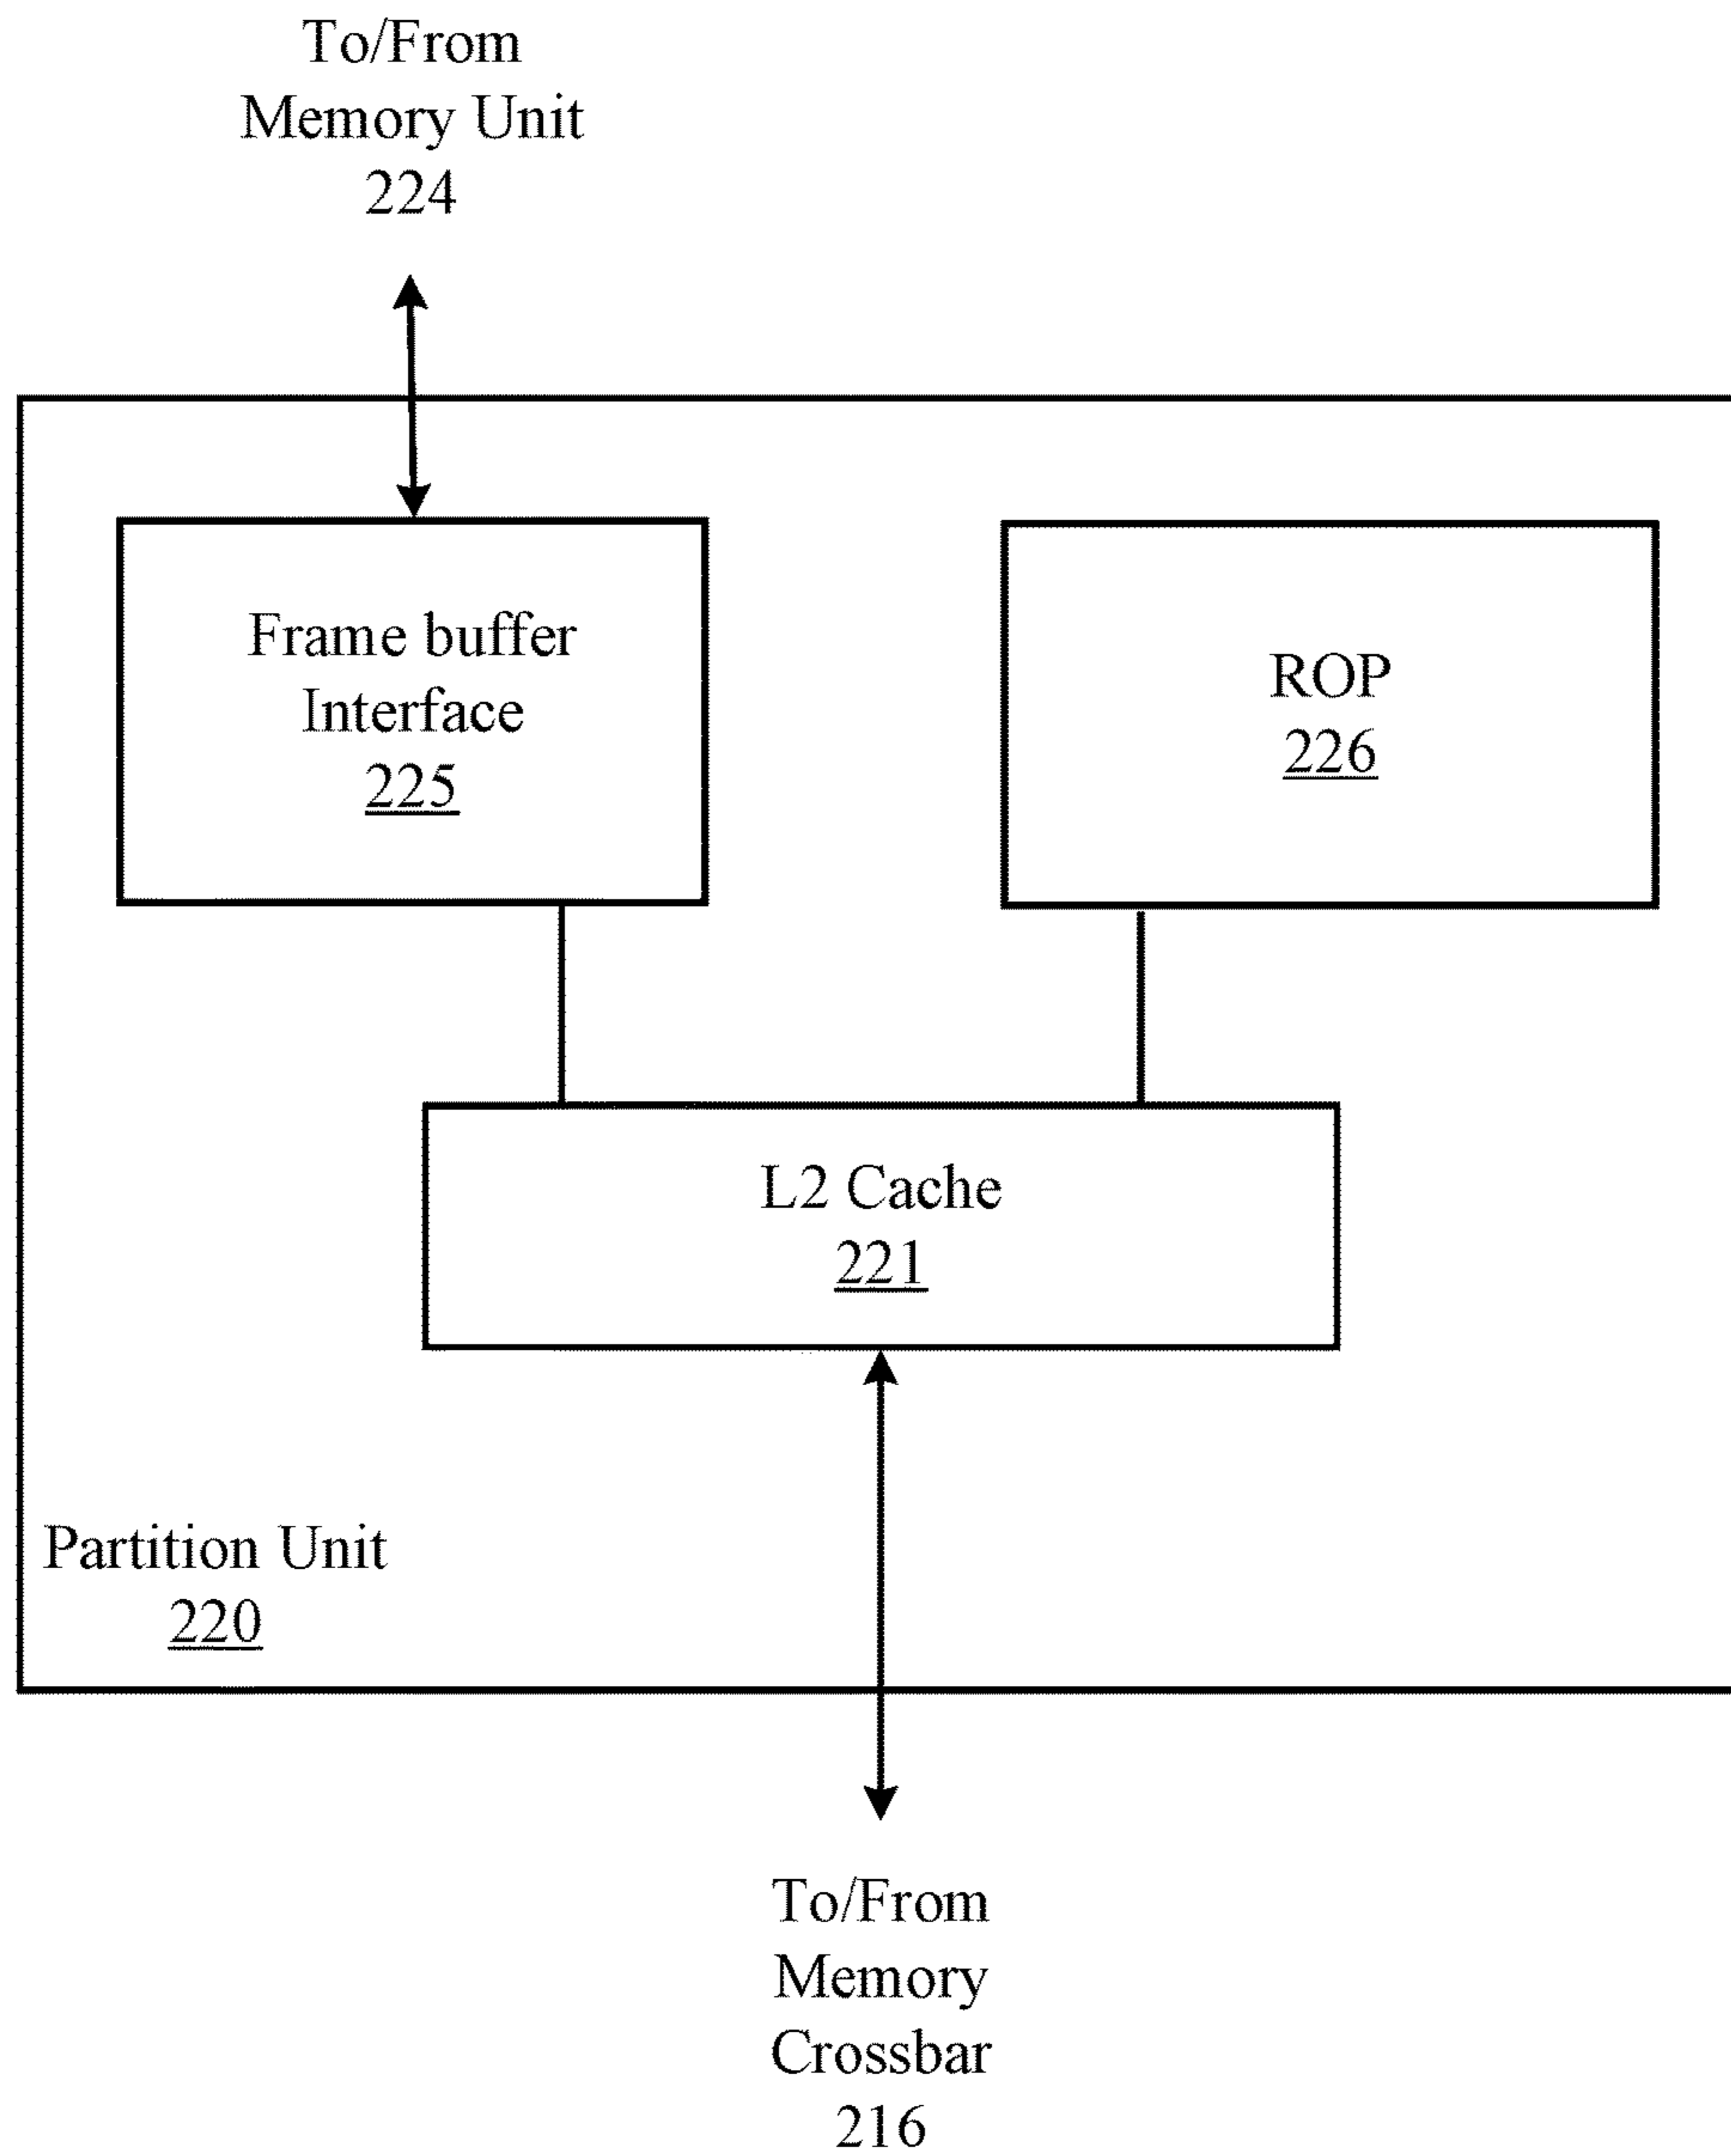 To/From
Memory Unit
224
Frame buffer
Interface
225
ROP
226
L2 Cache
221
Partition Unit
220
To/From
Memory
Crossbar
216